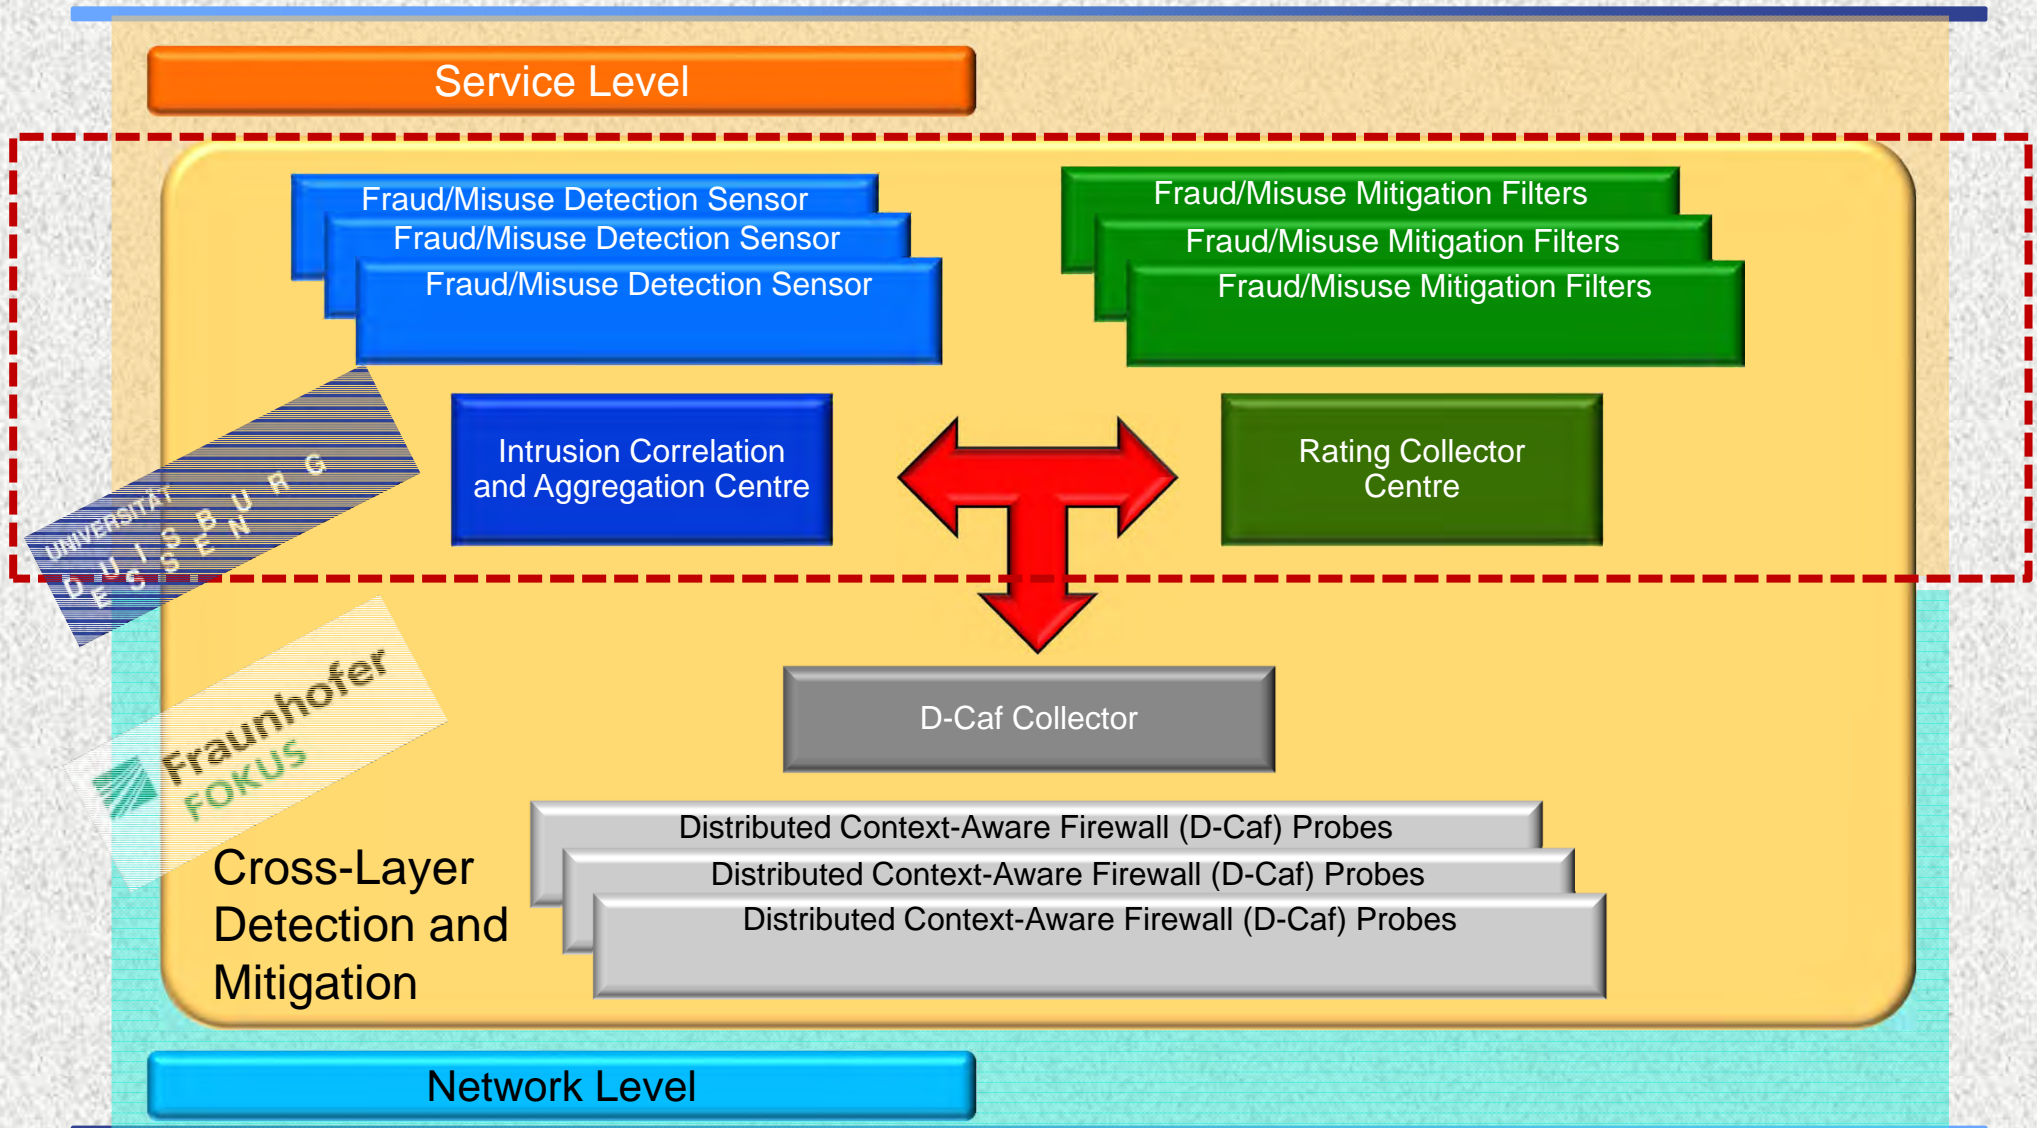 Service Level
Fraud/Misuse Detection Sensor
Fraud/Misuse Detection Sensor
Fraud/Misuse Detection Sensor
Fraud/Misuse Mitigation Filters
Fraud/Misuse Mitigation Filters
Fraud/Misuse Mitigation Filters
Intrusion Correlation
and Aggregation Centre
Rating Collector
Centre
UNIVERSITÄT
DUISBURG
ESSEN
Fraunhofer
FOKUS
D-Caf Collector
Distributed Context-Aware Firewall (D-Caf) Probes
Distributed Context-Aware Firewall (D-Caf) Probes
Distributed Context-Aware Firewall (D-Caf) Probes
Cross-Layer
Detection and
Mitigation
Network Level